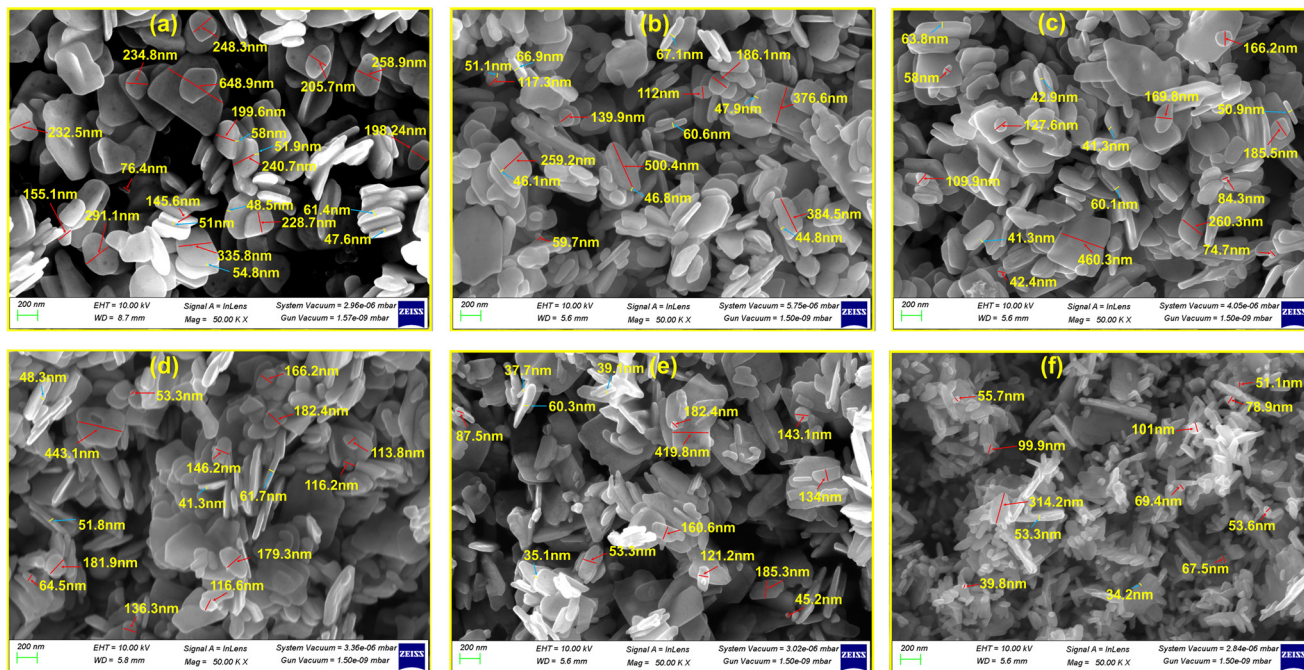 (a)
248.3nm
234.8nm
258.9nm
205.7nm
648.9nm
199.6nm
232.5nm
58nm
198.24nm
51.9nm
240.7nm
76.4nm
155.1nm
145.6nm
48.5nm
61.4nm
291.1nm
51nm
228.7nm
47.6nm
335.8nm
54.8nm
200 nm EHT = 10.00 kV Signal A = InLens System Vacuum = 2.96e-06 mbar
WD = 8.7 mm Mag = 50.00 K X Gun Vacuum = 1.57e-09 mbar
ZEISS
(b)
67.1nm
66.9nm
51.1nm
186.1nm
117.3nm
112nm
47.9nm
376.6nm
139.9nm
60.6nm
259.2nm
500.4nm
46.1nm
46.8nm
384.5nm
59.7nm
44.8nm
200 nm EHT = 10.00 kV Signal A = InLens System Vacuum = 5.75e-06 mbar
WD = 5.6 mm Mag = 50.00 K X Gun Vacuum = 1.50e-09 mbar
ZEISS
(c)
63.8nm
166.2nm
58nm
42.9nm
169.8nm
50.9nm
127.6nm
41.3nm
185.5nm
109.9nm
84.3nm
60.1nm
260.3nm
41.3nm
460.3nm
74.7nm
42.4nm
200 nm EHT = 10.00 kV Signal A = InLens System Vacuum = 4.05e-06 mbar
WD = 5.6 mm Mag = 50.00 K X Gun Vacuum = 1.50e-09 mbar
ZEISS
(d)
166.2nm
48.3nm
53.3nm
182.4nm
443.1nm
113.8nm
146.2nm
116.2nm
41.3nm
61.7nm
51.8nm
179.3nm
181.9nm
64.5nm
116.6nm
136.3nm
200 nm EHT = 10.00 kV Signal A = InLens System Vacuum = 3.36e-06 mbar
WD = 5.8 mm Mag = 50.00 K X Gun Vacuum = 1.50e-09 mbar
ZEISS
(e)
37.7nm
39.1nm
60.3nm
182.4nm
87.5nm
143.1nm
419.8nm
134nm
160.6nm
35.1nm
53.3nm
121.2nm
185.3nm
45.2nm
200 nm EHT = 10.00 kV Signal A = InLens System Vacuum = 3.02e-06 mbar
WD = 5.6 mm Mag = 50.00 K X Gun Vacuum = 1.50e-09 mbar
ZEISS
(f)
51.1nm
55.7nm
78.9nm
101nm
99.9nm
314.2nm
69.4nm
53.3nm
53.6nm
67.5nm
39.8nm
34.2nm
200 nm EHT = 10.00 kV Signal A = InLens System Vacuum = 2.84e-06 mbar
WD = 5.6 mm Mag = 50.00 K X Gun Vacuum = 1.50e-09 mbar
ZEISS